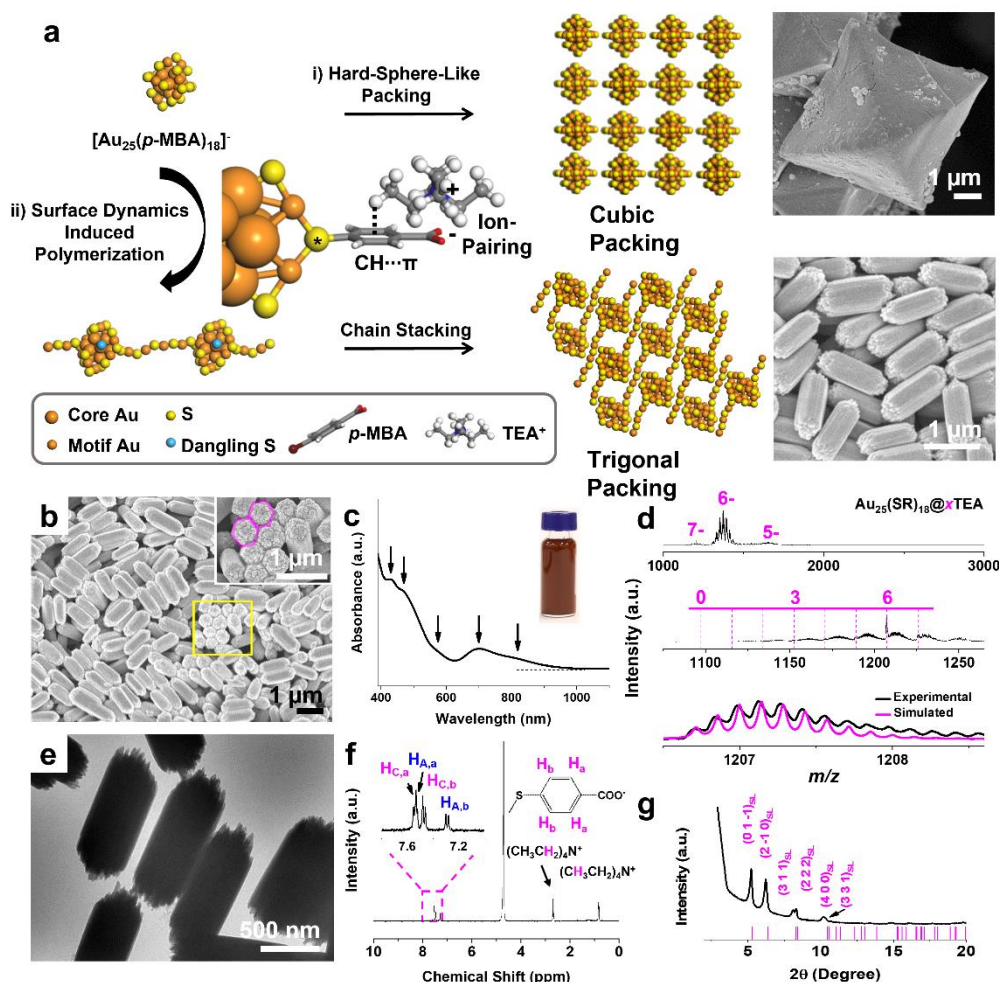 a
[Au25(p-MBA)18]-
i) Hard-Sphere-Like
Packing
ii) Surface Dynamics
Induced
Polymerization
*
+
-
Ion-
Pairing
CH···π
Cubic
Packing
1 μm
Chain Stacking
Trigonal
Packing
1 μm
Core Au
S
Motif Au
Dangling S
p-MBA
TEA+
b
1 μm
1 μm
c
Absorbance (a.u.)
400 600 800 1000
Wavelength (nm)
d
Au25(SR)18@xTEA
7-
6-
5-
1000 2000 3000
0 3 6
Intensity (a.u.)
1100 1150 1200 1250
Experimental
Simulated
1207 1208
m/z
e
500 nm
f
Intensity (a.u.)
HC,a
HA,a
HC,b
HA,b
7.6 7.2
Hb Ha
S
COO-
Hb Ha
(CH3CH2)4N+
(CH3CH2)4N+
10 8 6 4 2 0
Chemical Shift (ppm)
g
Intensity (a.u.)
(0 1 -1)SL
(2 -1 0)SL
(3 1 1)SL
(2 2 2)SL
(4 0 0)SL
(3 3 1)SL
5 10 15 20
2θ (Degree)